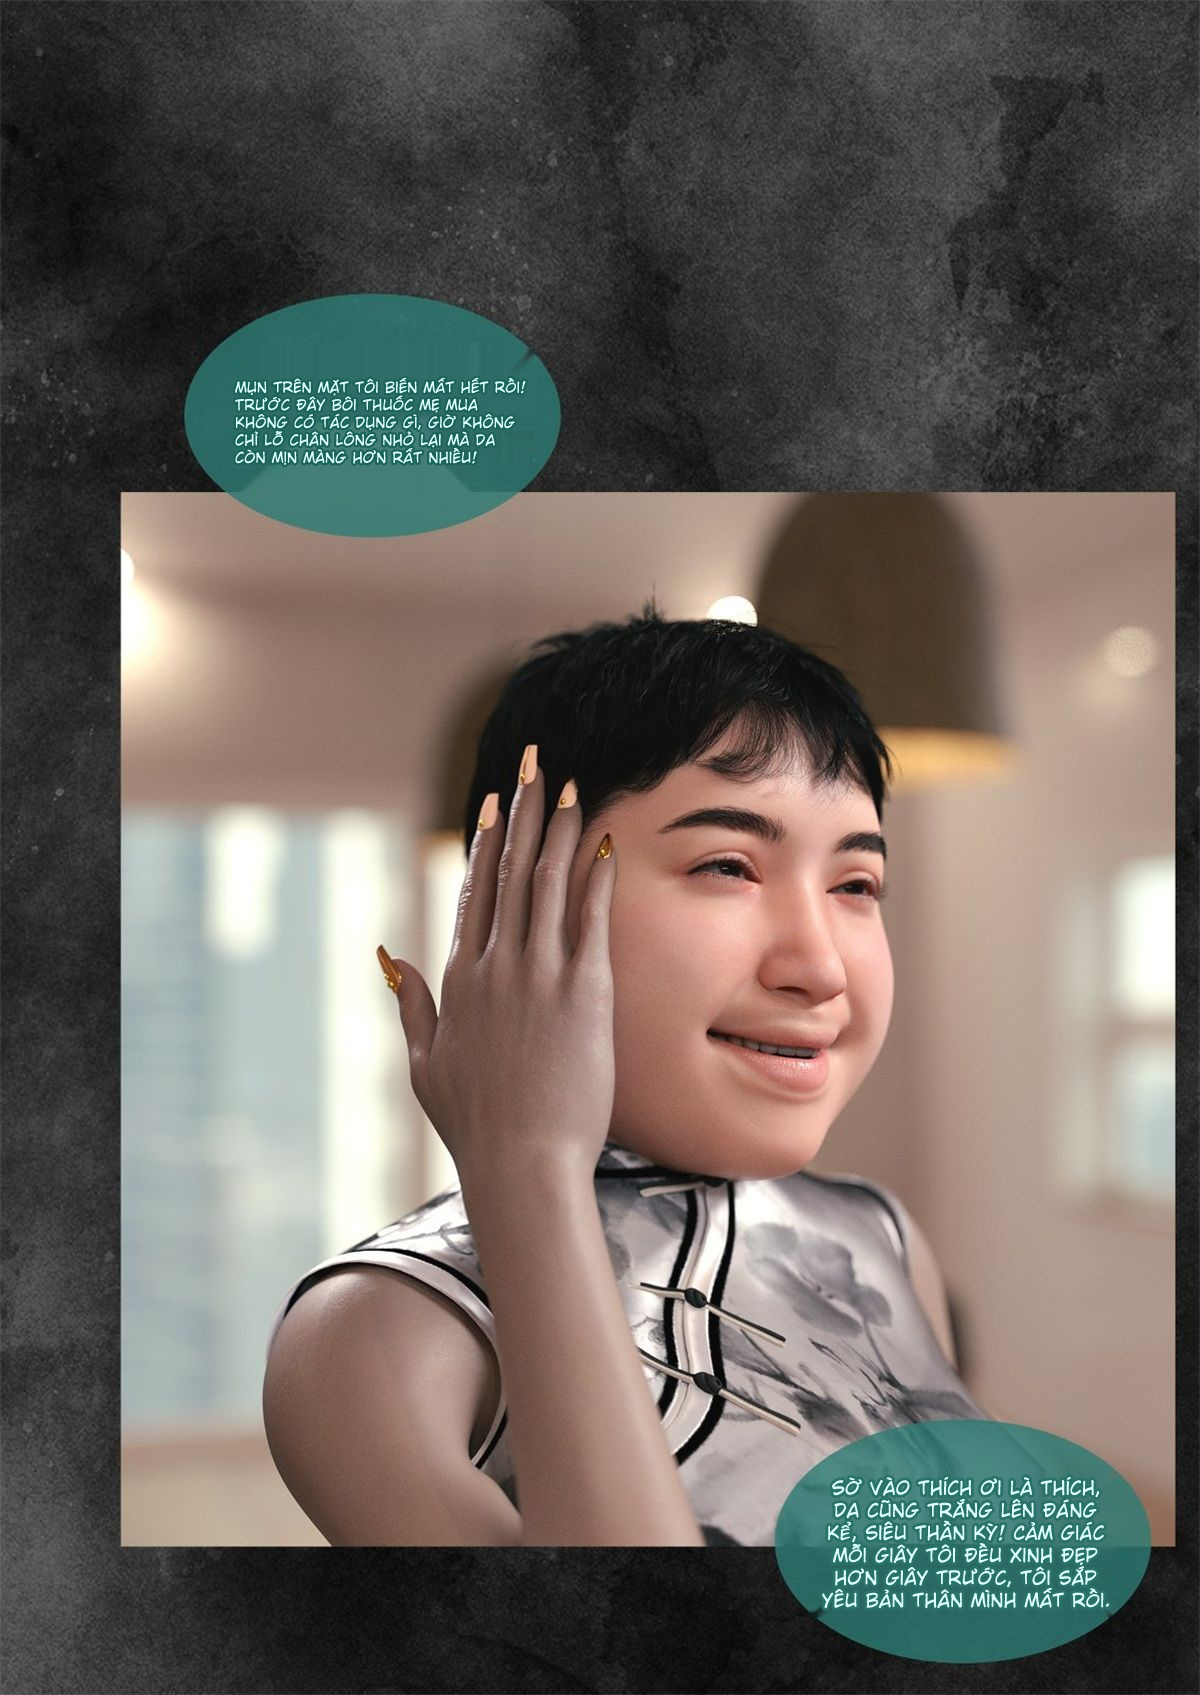 MỤN TRÊN MẶT TÔI BIẾN MẤT HẾT RỒI!
TRƯỚC ĐÂY BÔI THUỐC MẸ MUA
KHÔNG CÓ TÁC DỤNG GÌ, GIỜ KHÔNG
CHỈ LỖ CHÂN LÔNG NHỎ LẠI MÀ DA
CÒN MỊN MÀNG HƠN RẤT NHIỀU!
SỜ VÀO THÍCH ƠI LÀ THÍCH,
DA CŨNG TRẮNG LÊN ĐÁNG
KỂ, SIÊU THẦN KỲ! CẢM GIÁC
MỖI GIÂY TÔI ĐỀU XINH ĐẸP
HƠN GIÂY TRƯỚC, TÔI SẮP
YÊU BẢN THÂN MÌNH MẤT RỒI.